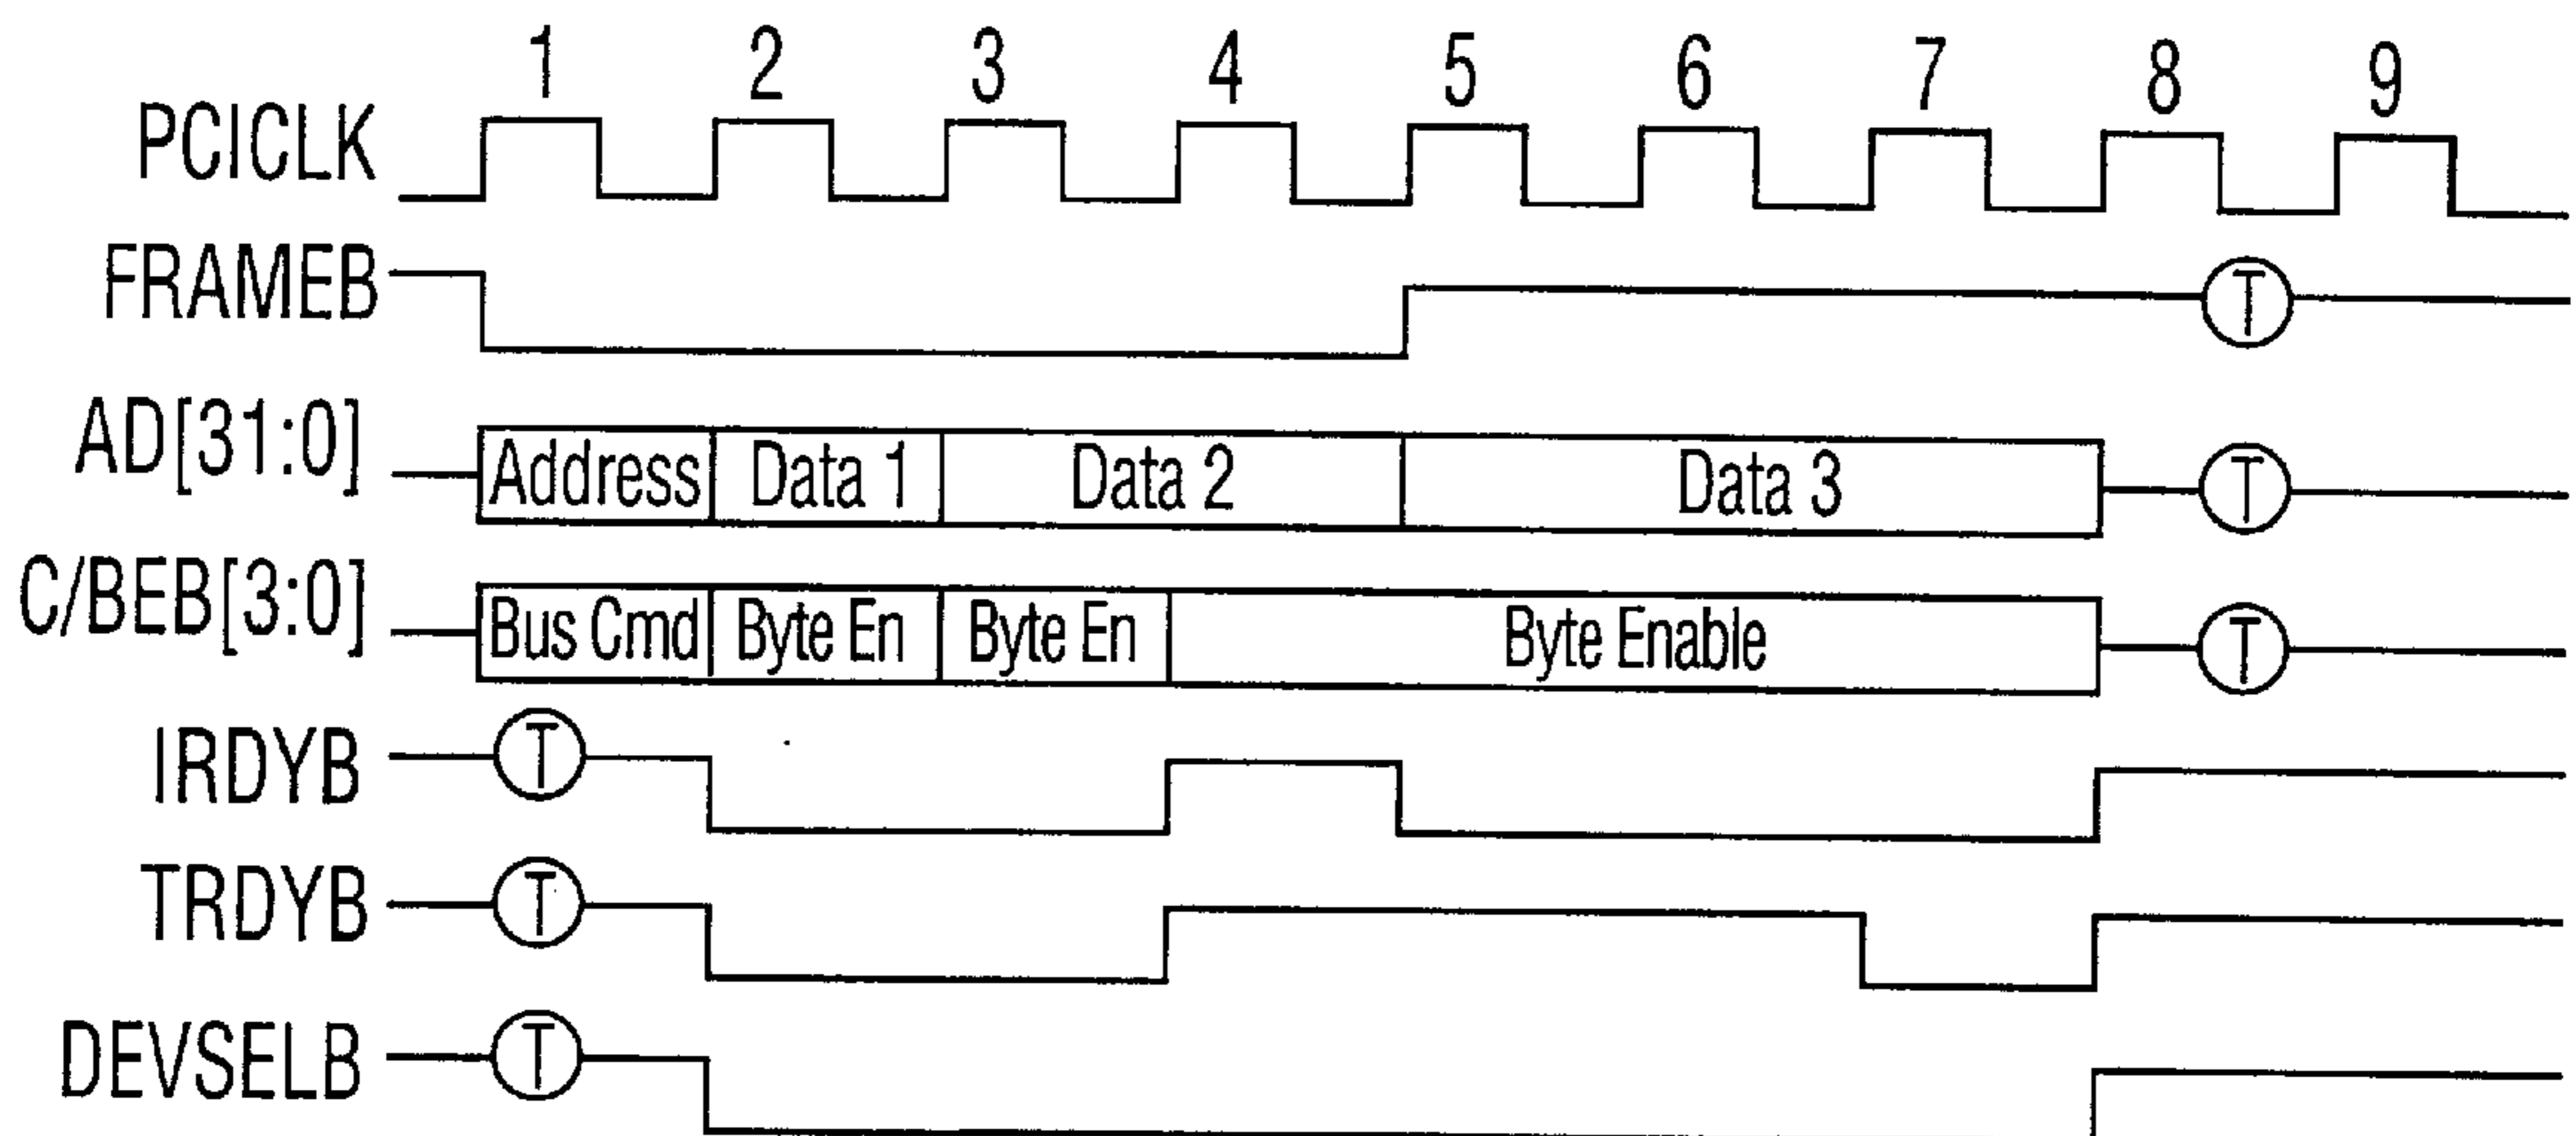 1 2 3 4 5 6 7 8 9
PCICLK
FRAMEB T
AD[31:0] Address Data 1 Data 2 Data 3 T
C/BEB[3:0] Bus Cmd Byte En Byte En Byte Enable T
IRDYB T
TRDYB T
DEVSELB T